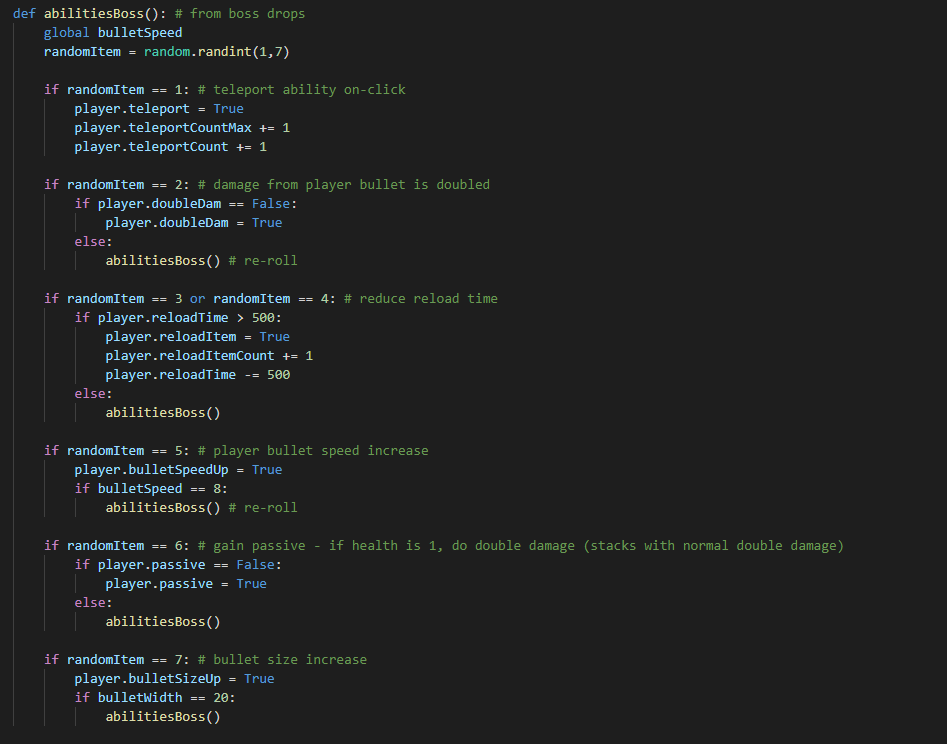 def abilitiesBoss(): # from boss drops
    global bulletSpeed
    randomItem = random.randint(1,7)

    if randomItem == 1: # teleport ability on-click
        player.teleport = True
        player.teleportCountMax += 1
        player.teleportCount += 1

    if randomItem == 2: # damage from player bullet is doubled
        if player.doubleDam == False:
            player.doubleDam = True
        else:
            abilitiesBoss() # re-roll

    if randomItem == 3 or randomItem == 4: # reduce reload time
        if player.reloadTime > 500:
            player.reloadItem = True
            player.reloadItemCount += 1
            player.reloadTime -= 500
        else:
            abilitiesBoss()

    if randomItem == 5: # player bullet speed increase
        player.bulletSpeedUp = True
        if bulletSpeed == 8:
            abilitiesBoss() # re-roll

    if randomItem == 6: # gain passive - if health is 1, do double damage (stacks with normal double damage)
        if player.passive == False:
            player.passive = True
        else:
            abilitiesBoss()

    if randomItem == 7: # bullet size increase
        player.bulletSizeUp = True
        if bulletWidth == 20:
            abilitiesBoss()